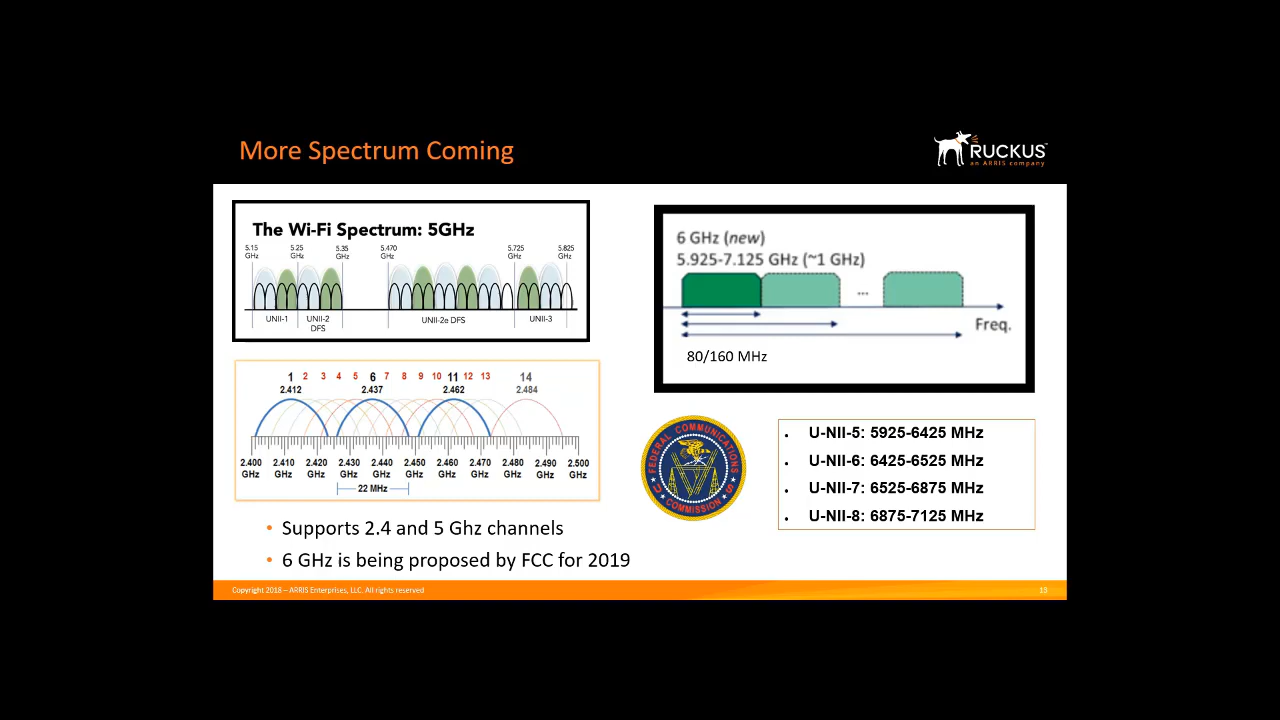 More Spectrum Coming
RUCKUS
an ARRIS company
The Wi-Fi Spectrum: 5GHz
5.15 GHz 5.25 GHz 5.35 GHz 5.470 GHz 5.725 GHz 5.825 GHz
UNII-1 UNII-2 DFS UNII-2e DFS UNII-3
1 2 3 4 5 6 7 8 9 10 11 12 13 14
2.412 2.437 2.462 2.484
2.400 GHz 2.410 GHz 2.420 GHz 2.430 GHz 2.440 GHz 2.450 GHz 2.460 GHz 2.470 GHz 2.480 GHz 2.490 GHz 2.500 GHz
22 MHz
6 GHz (new)
5.925-7.125 GHz (~1 GHz)
...
Freq.
80/160 MHz
FEDERAL COMMUNICATIONS COMMISSION
U S
• U-NII-5: 5925-6425 MHz
• U-NII-6: 6425-6525 MHz
• U-NII-7: 6525-6875 MHz
• U-NII-8: 6875-7125 MHz
• Supports 2.4 and 5 Ghz channels
• 6 GHz is being proposed by FCC for 2019
Copyright 2018 – ARRIS Enterprises, LLC. All rights reserved